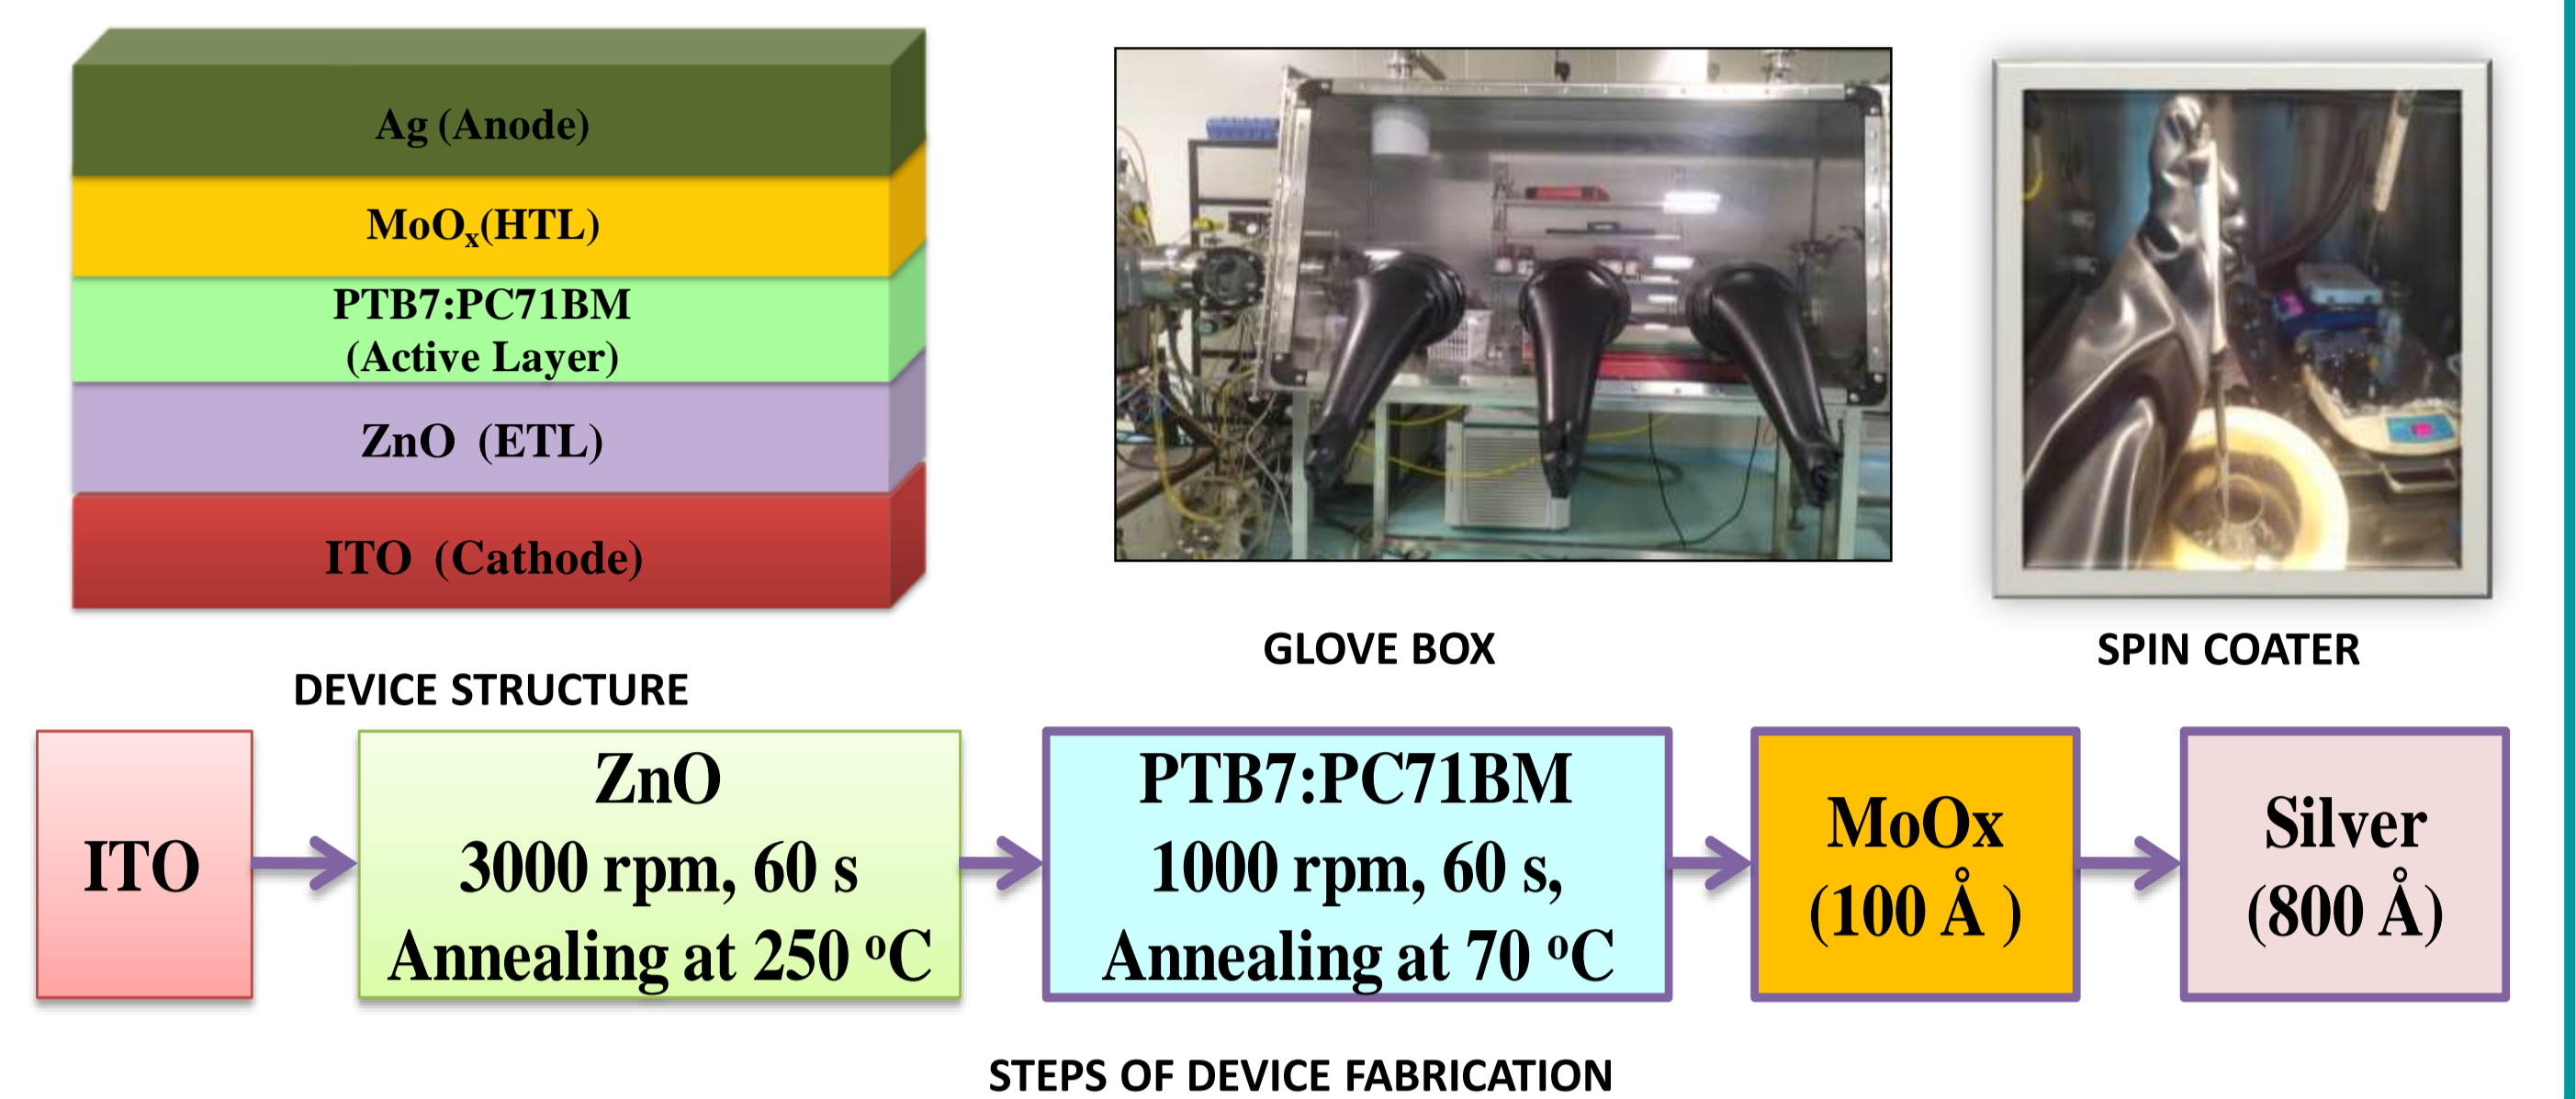 Ag (Anode)
MoOx(HTL)
PTB7:PC71BM
(Active Layer)
ZnO (ETL)
ITO (Cathode)
DEVICE STRUCTURE
GLOVE BOX
SPIN COATER
ITO
ZnO
3000 rpm, 60 s
Annealing at 250 oC
PTB7:PC71BM
1000 rpm, 60 s,
Annealing at 70 oC
MoOx
(100 Å )
Silver
(800 Å)
STEPS OF DEVICE FABRICATION